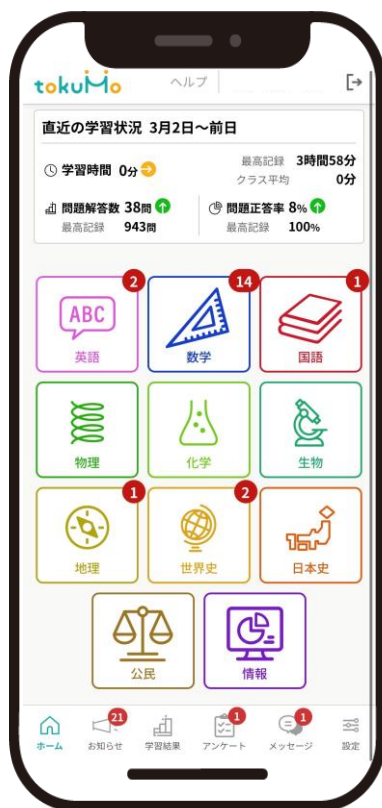 tokuMo ヘルプ
直近の学習状況 3月2日～前日
学習時間 0分
最高記録 3時間58分
クラス平均 0分
問題解答数 38問
最高記録 943問
問題正答率 8%
最高記録 100%
2
ABC
英語
14
数学
1
国語
物理
化学
生物
1
地理
2
世界史
日本史
公民
情報
ホーム
21
お知らせ
学習結果
1
アンケート
1
メッセージ
設定